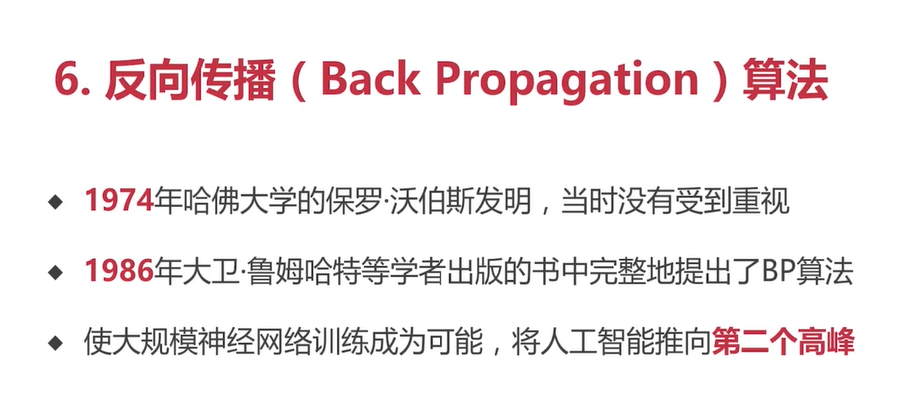 6. 反向传播（Back Propagation）算法
◆ 1974年哈佛大学的保罗·沃伯斯发明，当时没有受到重视
◆ 1986年大卫·鲁姆哈特等学者出版的书中完整地提出了BP算法
◆ 使大规模神经网络训练成为可能，将人工智能推向第二个高峰